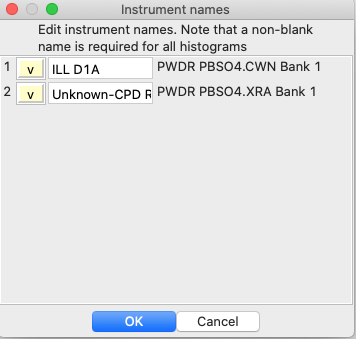 Instrument names
Edit instrument names. Note that a non-blank
name is required for all histograms
1 v ILL D1A PWDR PBSO4.CWN Bank 1
2 v Unknown-CPD R PWDR PBSO4.XRA Bank 1
OK Cancel